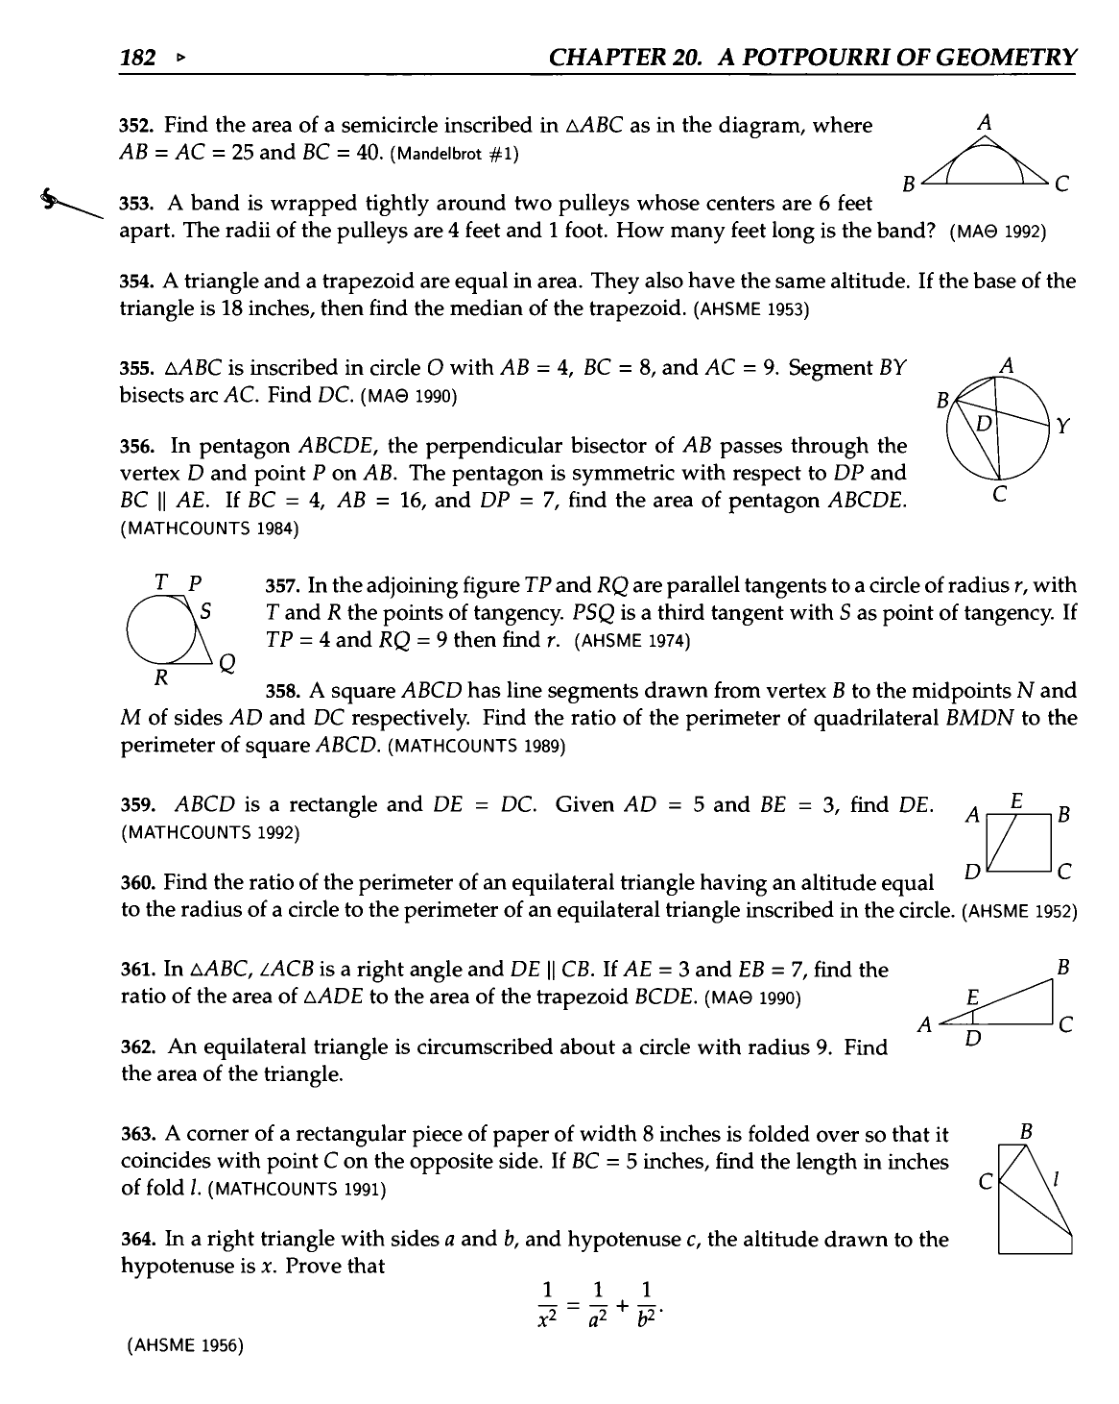 182 ▹ CHAPTER 20. A POTPOURRI OF GEOMETRY
352. Find the area of a semicircle inscribed in △ABC as in the diagram, where
AB = AC = 25 and BC = 40. (Mandelbrot #1)
A
B
C
353. A band is wrapped tightly around two pulleys whose centers are 6 feet
apart. The radii of the pulleys are 4 feet and 1 foot. How many feet long is the band? (MAΘ 1992)
354. A triangle and a trapezoid are equal in area. They also have the same altitude. If the base of the
triangle is 18 inches, then find the median of the trapezoid. (AHSME 1953)
355. △ABC is inscribed in circle O with AB = 4, BC = 8, and AC = 9. Segment BY
bisects arc AC. Find DC. (MAΘ 1990)
A
B
D
Y
C
356. In pentagon ABCDE, the perpendicular bisector of AB passes through the
vertex D and point P on AB. The pentagon is symmetric with respect to DP and
BC || AE. If BC = 4, AB = 16, and DP = 7, find the area of pentagon ABCDE.
(MATHCOUNTS 1984)
T P
S
Q
R
357. In the adjoining figure TP and RQ are parallel tangents to a circle of radius r, with
T and R the points of tangency. PSQ is a third tangent with S as point of tangency. If
TP = 4 and RQ = 9 then find r. (AHSME 1974)
358. A square ABCD has line segments drawn from vertex B to the midpoints N and
M of sides AD and DC respectively. Find the ratio of the perimeter of quadrilateral BMDN to the
perimeter of square ABCD. (MATHCOUNTS 1989)
359. ABCD is a rectangle and DE = DC. Given AD = 5 and BE = 3, find DE.
(MATHCOUNTS 1992)
A E B
D C
360. Find the ratio of the perimeter of an equilateral triangle having an altitude equal
to the radius of a circle to the perimeter of an equilateral triangle inscribed in the circle. (AHSME 1952)
361. In △ABC, ∠ACB is a right angle and DE || CB. If AE = 3 and EB = 7, find the
ratio of the area of △ADE to the area of the trapezoid BCDE. (MAΘ 1990)
B
E
A
D
C
362. An equilateral triangle is circumscribed about a circle with radius 9. Find
the area of the triangle.
363. A corner of a rectangular piece of paper of width 8 inches is folded over so that it
coincides with point C on the opposite side. If BC = 5 inches, find the length in inches
of fold l. (MATHCOUNTS 1991)
B
C
l
364. In a right triangle with sides a and b, and hypotenuse c, the altitude drawn to the
hypotenuse is x. Prove that
1/x² = 1/a² + 1/b².
(AHSME 1956)